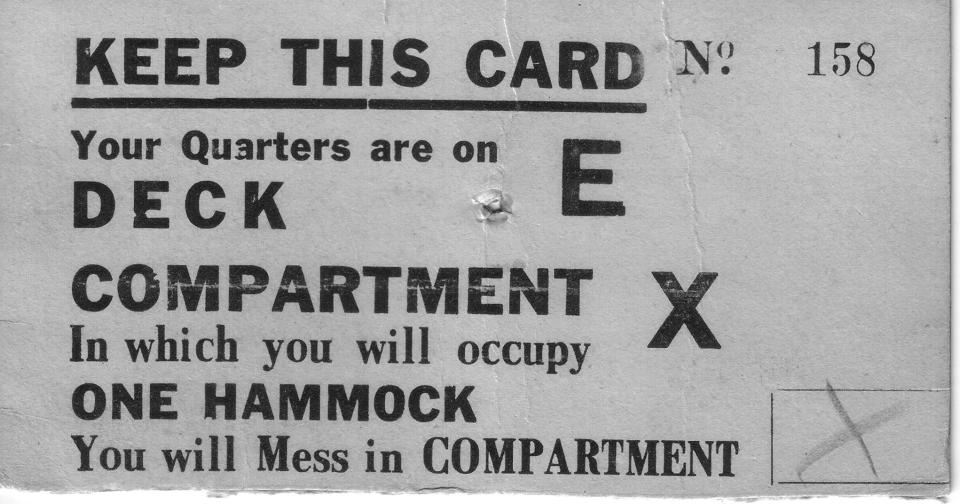 KEEP THIS CARD Nº 158
Your Quarters are on
DECK E
COMPARTMENT X
In which you will occupy
ONE HAMMOCK
You will Mess in COMPARTMENT X